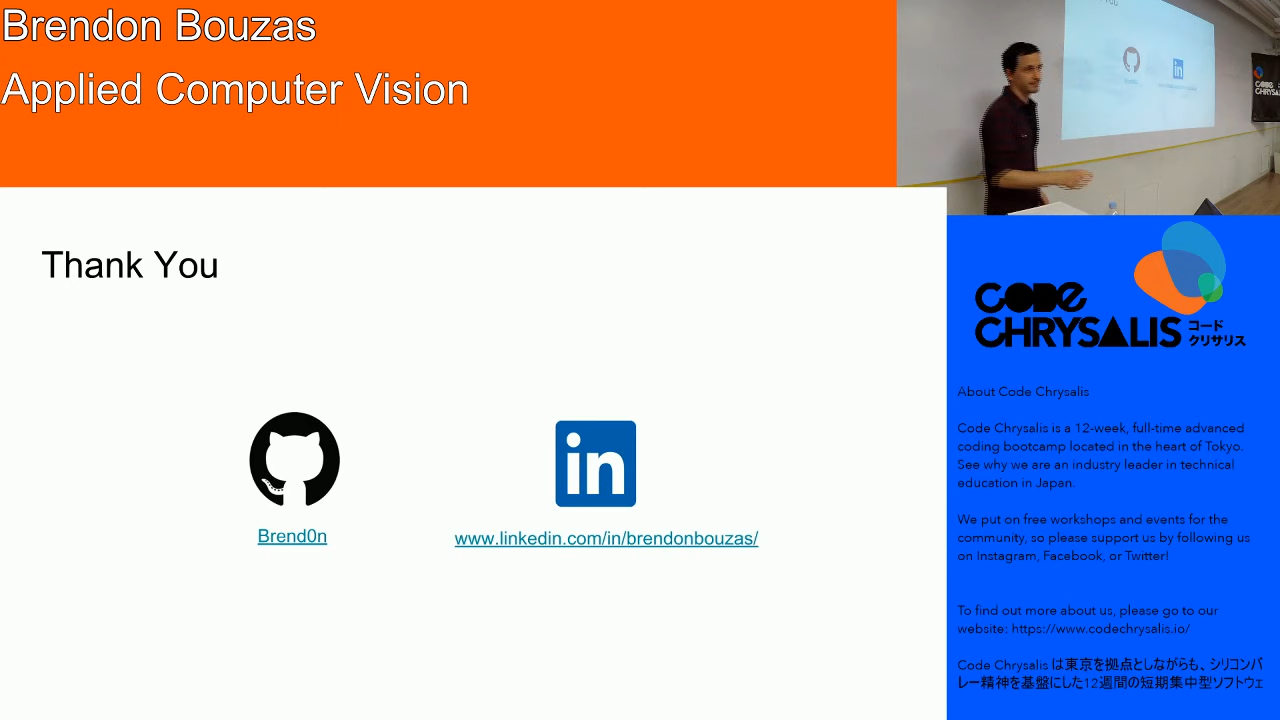 Brendon Bouzas
Applied Computer Vision
Thank You
in
Brend0n
www.linkedin.com/in/brendonbouzas/
in
CODE
CHRYSALIS
CODE
CHRYSALIS
コード
クリサリス
About Code Chrysalis
Code Chrysalis is a 12-week, full-time advanced
coding bootcamp located in the heart of Tokyo.
See why we are an industry leader in technical
education in Japan.
We put on free workshops and events for the
community, so please support us by following us
on Instagram, Facebook, or Twitter!
To find out more about us, please go to our
website: https://www.codechrysalis.io/
Code Chrysalis は東京を拠点としながらも、シリコンバ
レー精神を基盤にした12週間の短期集中型ソフトウェ